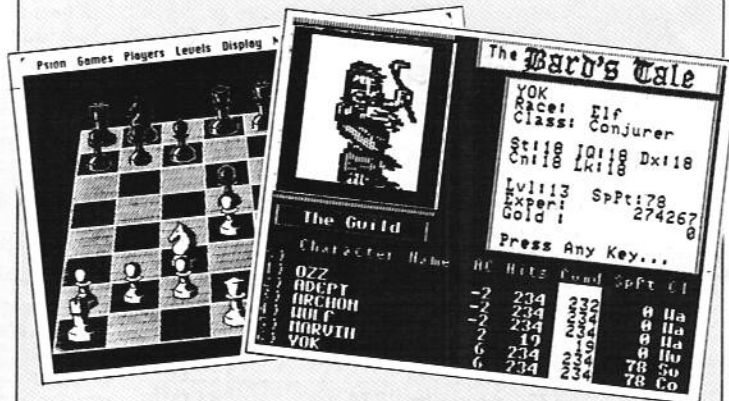 Psion Games Players Levels Display
The Bard's Tale
YOK
Race: Elf
Class: Conjurer
St:18 IQ:18 Dx:18
Cn:18 Lk:18
Lvl:13 SpPt:78
Exper: 274267
Gold : 0
Press Any Key...
The Guild
Character Name AC Hits Cond SpPt Cl
OZZ -2 234 232 0 Wa
ADEPT -2 234 234 0 Wa
ARCHON -2 234 234 0 Wa
WULF 2 19 19 0
MARVIN 6 234 234 78 So
YOK 6 234 234 78 Co